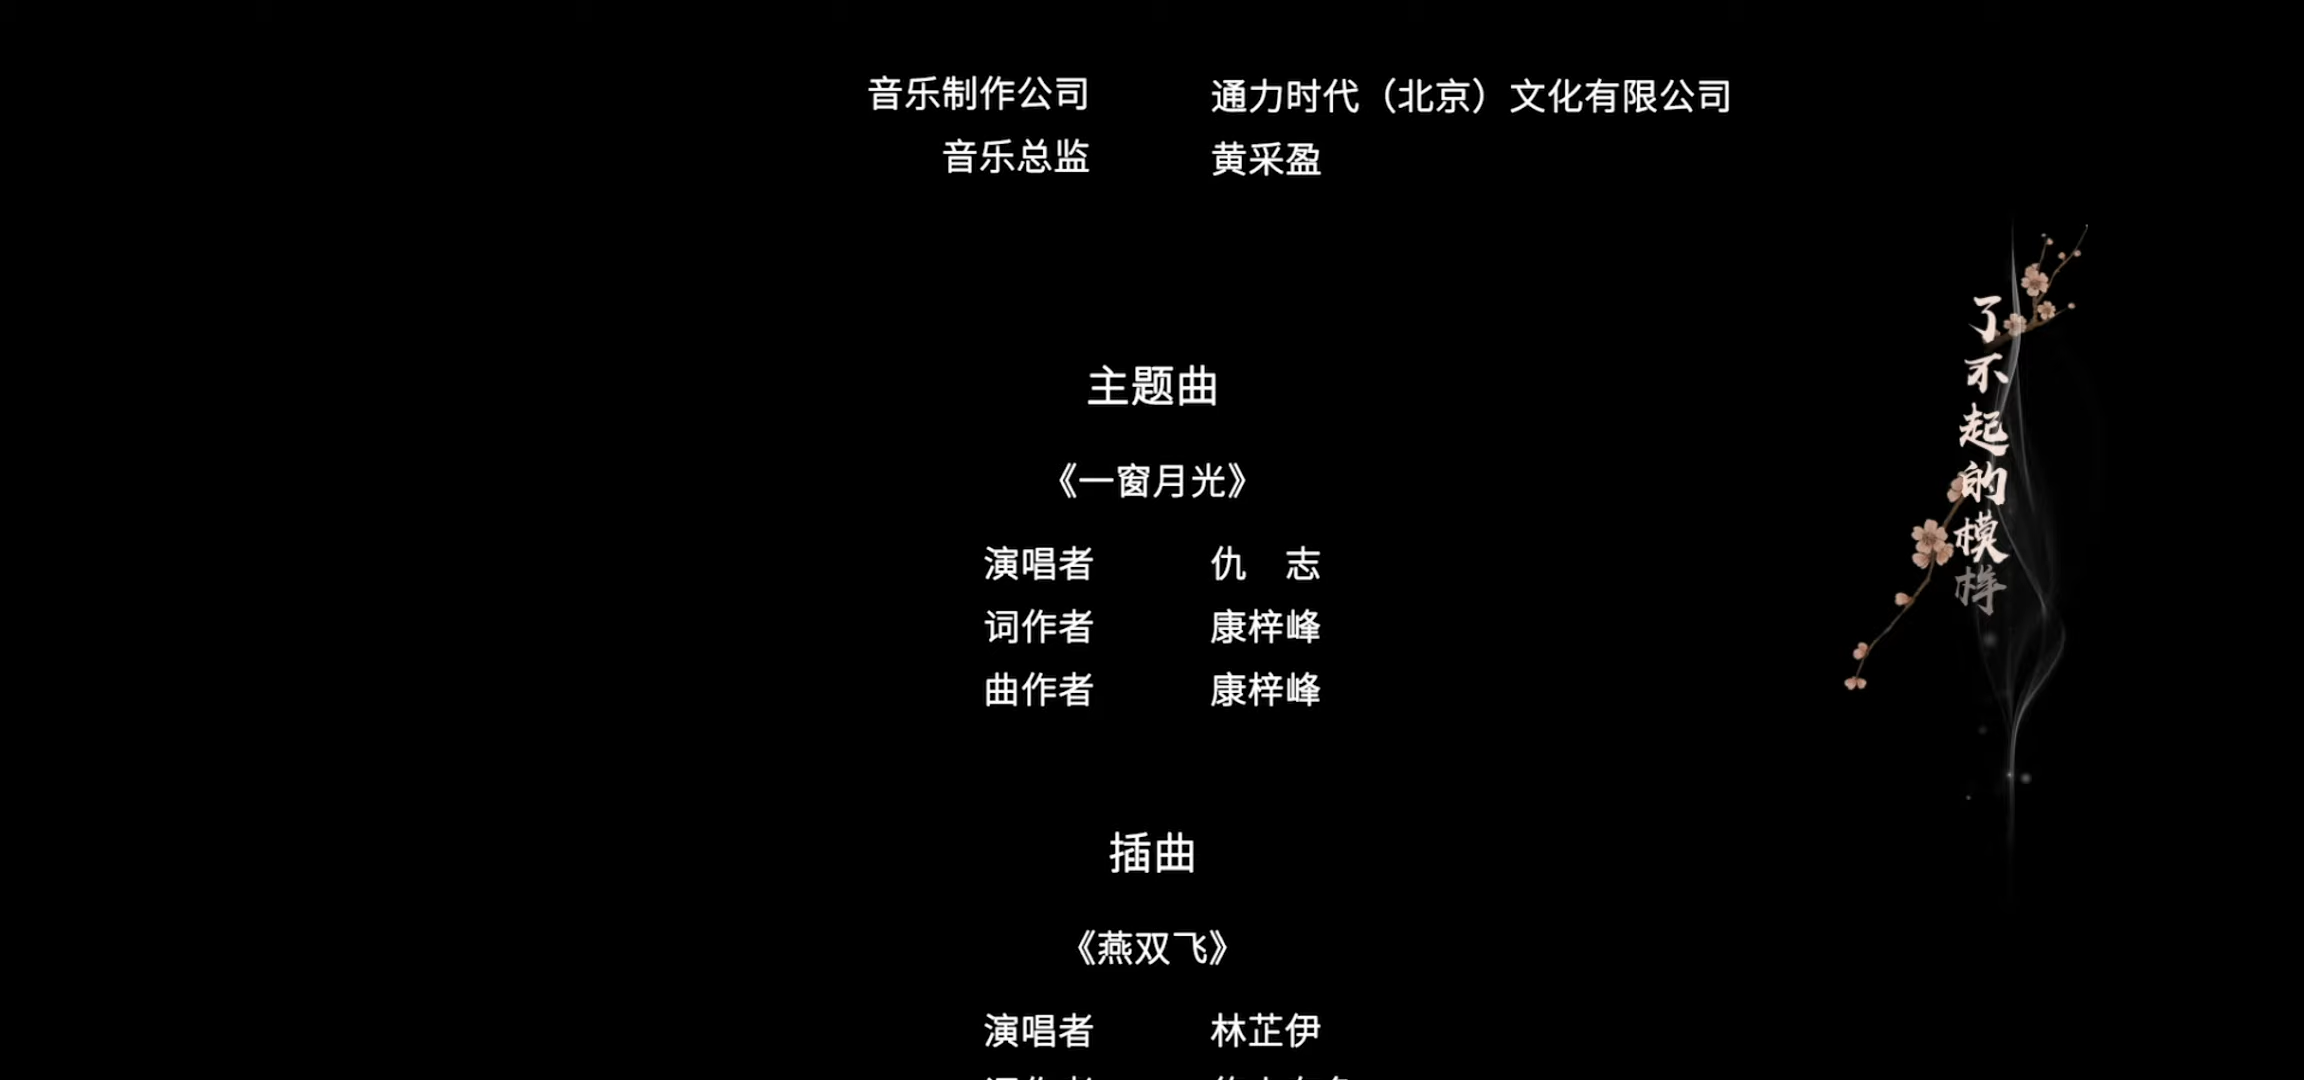 音乐制作公司 通力时代（北京）文化有限公司
音乐总监 黄采盈
主题曲
《一窗月光》
演唱者 仇 志
词作者 康梓峰
曲作者 康梓峰
插曲
《燕双飞》
演唱者 林芷伊
了不起的模样